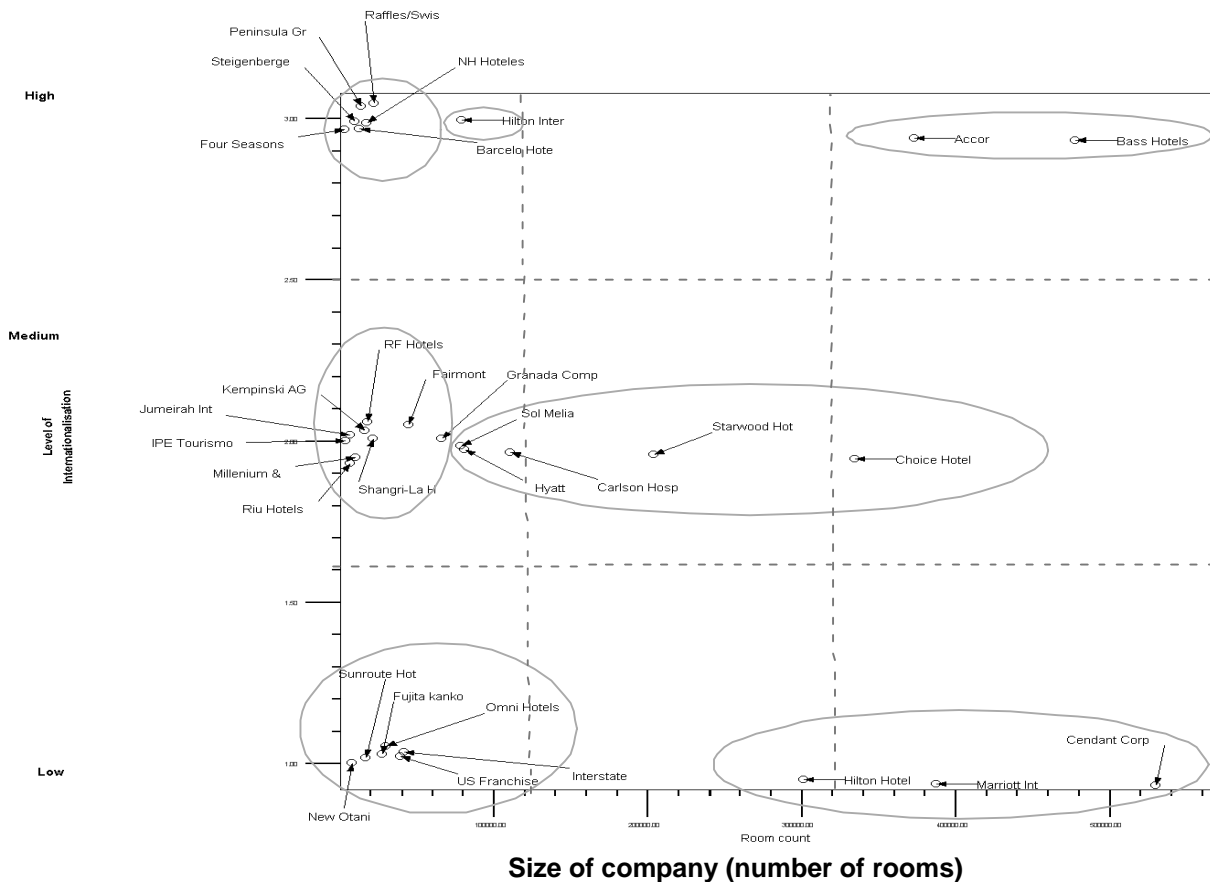 Raffles/Swis
Peninsula Gr
Steigenberge
NH Hoteles
High
3.00
Hilton Inter
Four Seasons
Barcelo Hote
Accor
Bass Hotels
2.50
Medium
RF Hotels
Fairmont
Granada Comp
Kempinski AG
Jumeirah Int
Sol Melia
Starwood Hot
IPE Tourismo
2.00
Level of
Internationalisation
Millenium &
Shangri-La H
Hyatt
Carlson Hosp
Choice Hotel
Riu Hotels
1.50
Sunroute Hot
Fujita kanko
Omni Hotels
Cendant Corp
Low
1.00
US Franchise
Interstate
Hilton Hotel
Marriott Int
New Otani
100000.00
200000.00
300000.00
400000.00
500000.00
Room count
Size of company (number of rooms)